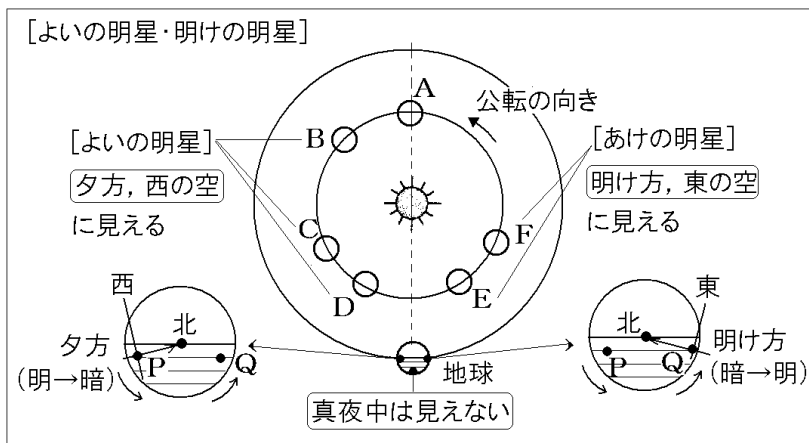 [よいの明星・明けの明星]
A
公転の向き
B
[よいの明星]
夕方，西の空
に見える
[あけの明星]
明け方，東の空
に見える
C
F
D
E
西
北
夕方
(明→暗)
P
Q
地球
真夜中は見えない
東
北
明け方
(暗→明)
P
Q